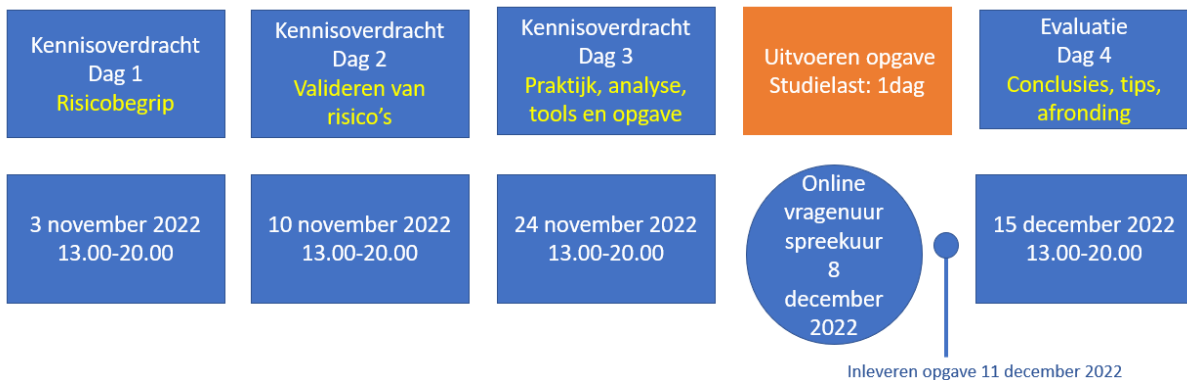 Kennisoverdracht
Dag 1
Risicobegrip
Kennisoverdracht
Dag 2
Valideren van
risico's
Kennisoverdracht
Dag 3
Praktijk, analyse,
tools en opgave
Uitvoeren opgave
Studielast: 1dag
Evaluatie
Dag 4
Conclusies, tips,
afronding
3 november 2022
13.00-20.00
10 november 2022
13.00-20.00
24 november 2022
13.00-20.00
Online
vragenuur
spreekuur
8
december
2022
15 december 2022
13.00-20.00
Inleveren opgave 11 december 2022